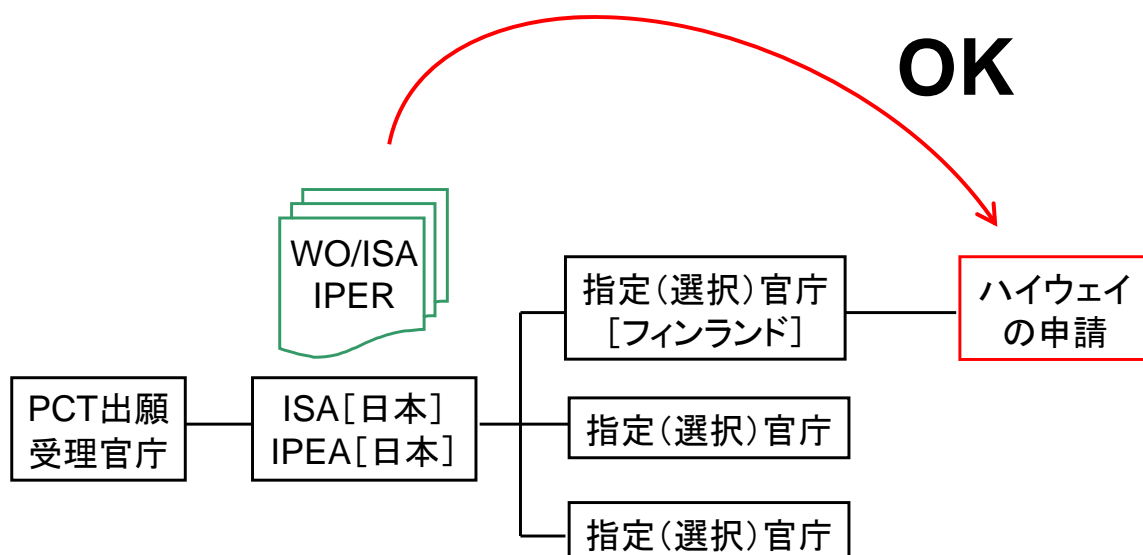 OK
WO/ISA
IPER
指定(選択)官庁
[フィンランド]
ハイウェイ
の申請
PCT出願
受理官庁
ISA[日本]
IPEA[日本]
指定(選択)官庁
指定(選択)官庁